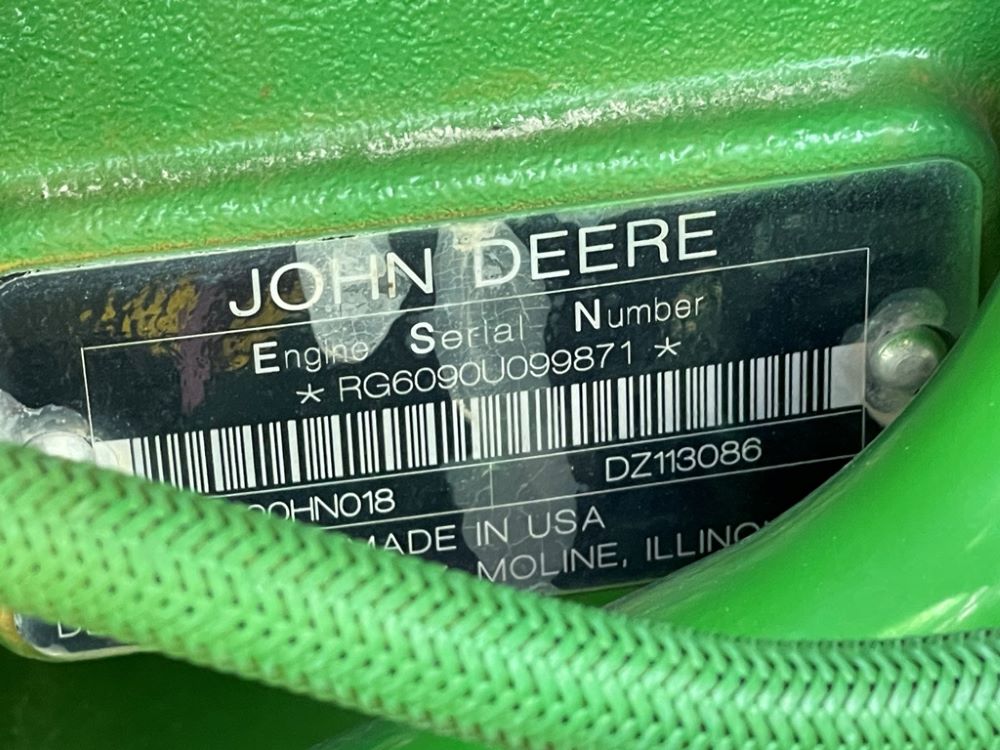 JOHN DEERE
Engine Serial Number
* RG6090U099871 *
DZ113086
MADE IN USA
MOLINE,